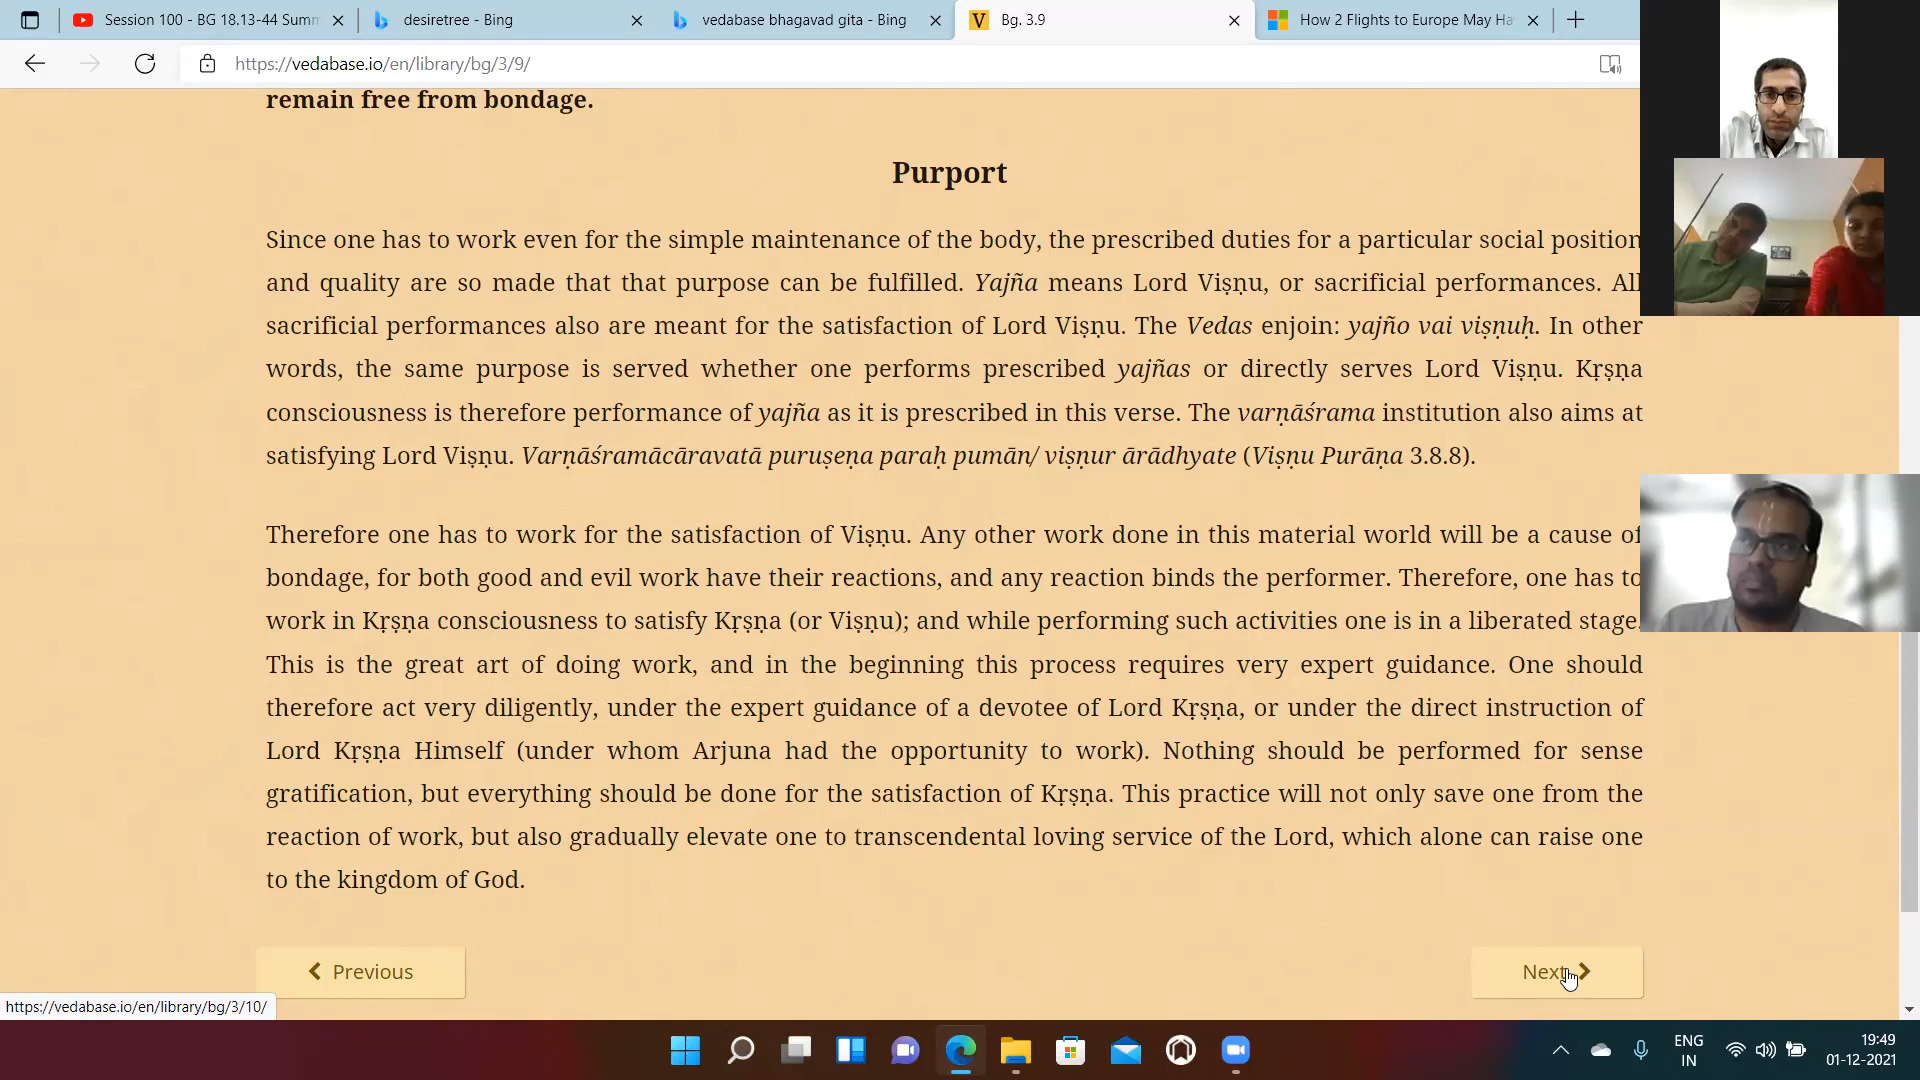 Session 100 - BG 18.13-44 Summ
desiretree - Bing
vedabase bhagavad gita - Bing
V Bg. 3.9
How 2 Flights to Europe May Ha
https://vedabase.io/en/library/bg/3/9/
remain free from bondage.
Purport
Since one has to work even for the simple maintenance of the body, the prescribed duties for a particular social position
and quality are so made that that purpose can be fulfilled. Yajña means Lord Viṣṇu, or sacrificial performances. All
sacrificial performances also are meant for the satisfaction of Lord Viṣṇu. The Vedas enjoin: yajño vai viṣṇuḥ. In other
words, the same purpose is served whether one performs prescribed yajñas or directly serves Lord Viṣṇu. Kṛṣṇa
consciousness is therefore performance of yajña as it is prescribed in this verse. The varṇāśrama institution also aims at
satisfying Lord Viṣṇu. Varṇāśramācāravatā puruṣeṇa paraḥ pumān/ viṣṇur ārādhyate (Viṣṇu Purāṇa 3.8.8).
Therefore one has to work for the satisfaction of Viṣṇu. Any other work done in this material world will be a cause of
bondage, for both good and evil work have their reactions, and any reaction binds the performer. Therefore, one has to
work in Kṛṣṇa consciousness to satisfy Kṛṣṇa (or Viṣṇu); and while performing such activities one is in a liberated stage.
This is the great art of doing work, and in the beginning this process requires very expert guidance. One should
therefore act very diligently, under the expert guidance of a devotee of Lord Kṛṣṇa, or under the direct instruction of
Lord Kṛṣṇa Himself (under whom Arjuna had the opportunity to work). Nothing should be performed for sense
gratification, but everything should be done for the satisfaction of Kṛṣṇa. This practice will not only save one from the
reaction of work, but also gradually elevate one to transcendental loving service of the Lord, which alone can raise one
to the kingdom of God.
Previous
Next
https://vedabase.io/en/library/bg/3/10/
ENG
IN
19:49
01-12-2021